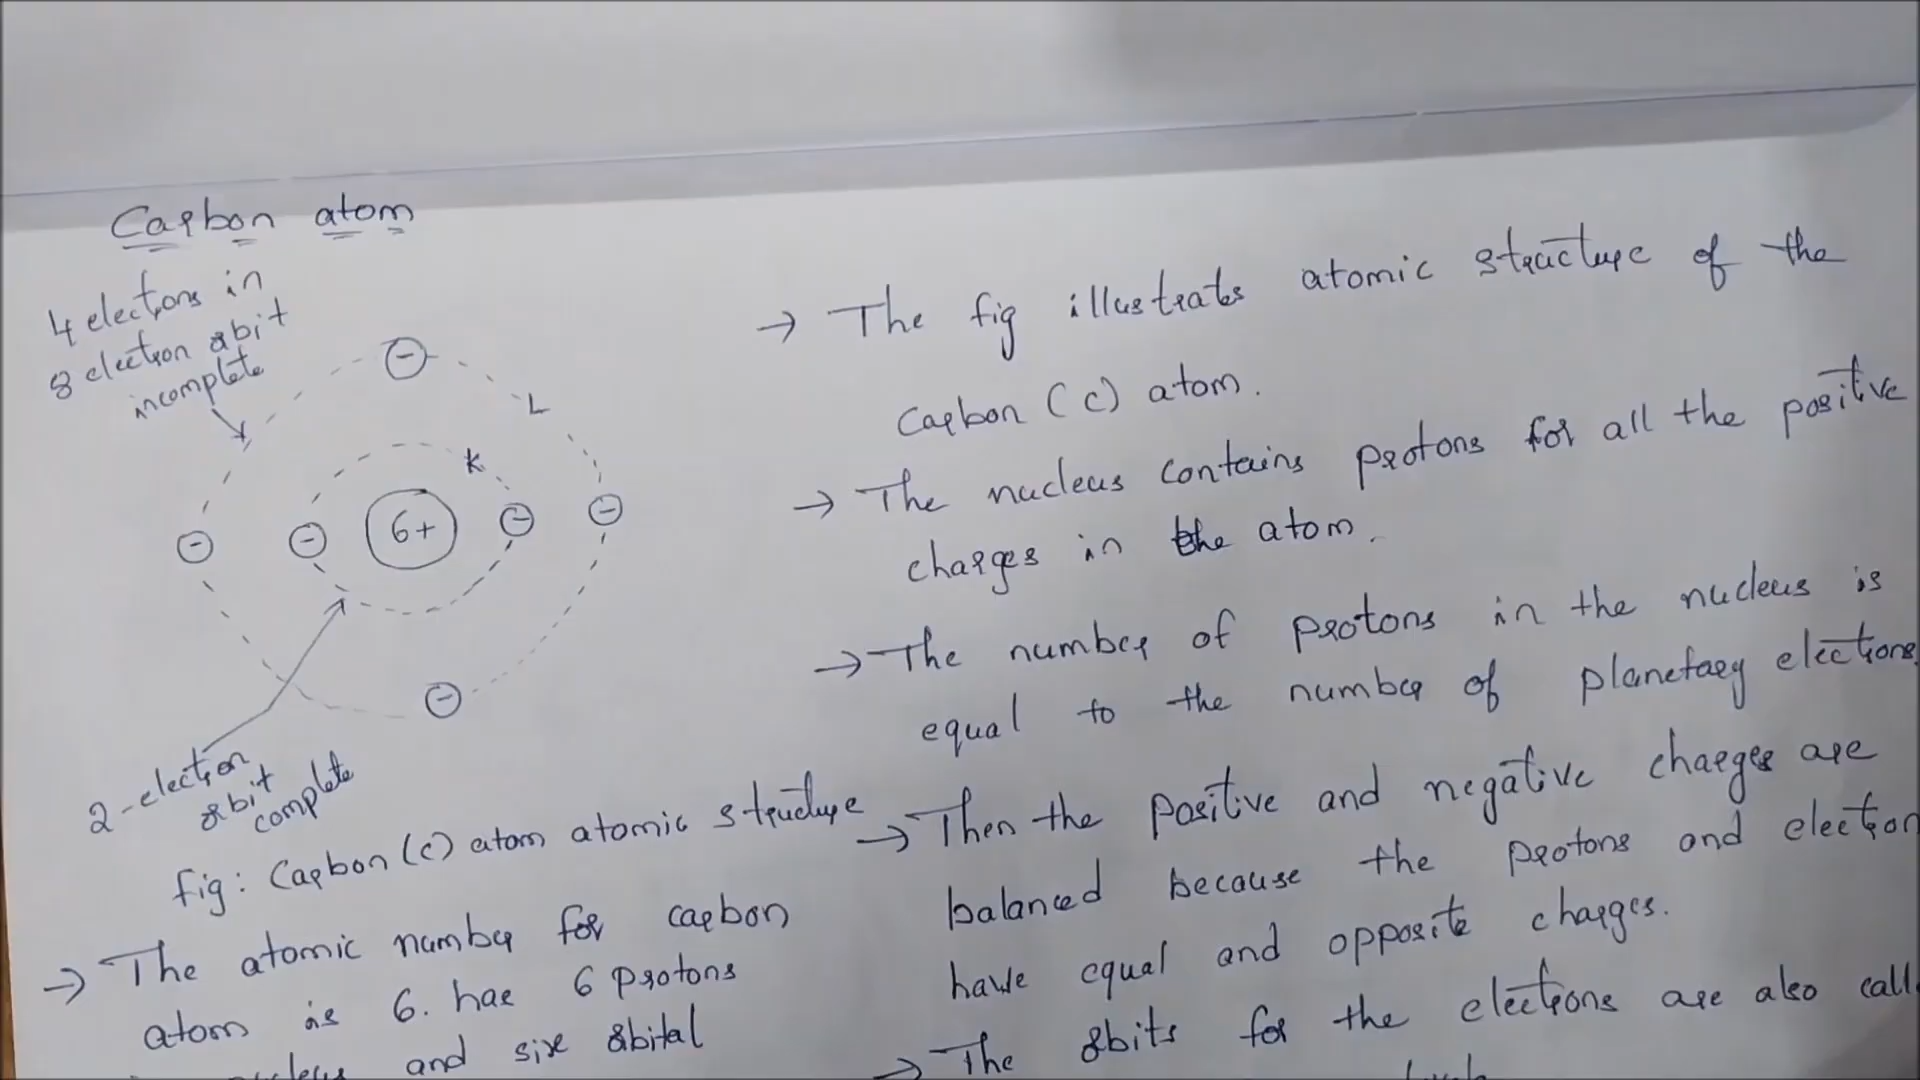 Carbon atom
4 electrons in
8 electron orbit
incomplete
-
L
K
-
-
6+
-
-
-
2-electron
orbit
complete
fig: Carbon (c) atom atomic structure
→ The atomic number for carbon
atom is 6. has 6 protons
and six orbital
→ The fig illustrates atomic structure of the
Carbon (c) atom.
→ The nucleus contains protons for all the positive
charges in the atom.
→ The number of protons in the nucleus is
equal to the number of planetary electrons
→ Then the positive and negative charges are
balanced because the protons and electron
have equal and opposite charges.
→ The orbits for the electrons are also call